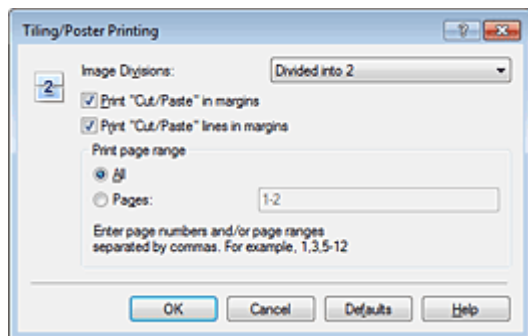 Tiling/Poster Printing
Image Divisions: Divided into 2
2
Print "Cut/Paste" in margins
Print "Cut/Paste" lines in margins
Print page range
All
Pages: 1-2
Enter page numbers and/or page ranges
separated by commas. For example, 1,3,5-12
OK Cancel Defaults Help